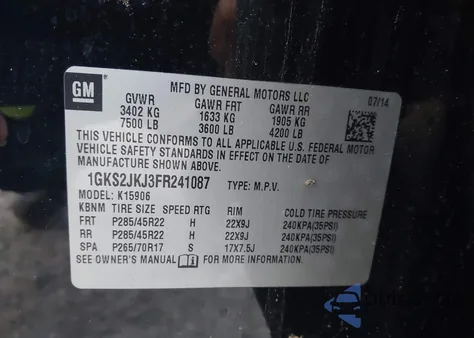 GM
MFD BY GENERAL MOTORS LLC
07/14
GVWR GAWR FRT GAWR RR
3402 KG 1633 KG 1905 KG
7500 LB 3600 LB 4200 LB
THIS VEHICLE CONFORMS TO ALL APPLICABLE U.S. FEDERAL MOTOR
VEHICLE SAFETY STANDARDS IN EFFECT ON THE DATE OF
MANUFACTURE SHOWN ABOVE.
1GKS2JKJ3FR241087 TYPE: M.P.V.
MODEL: K15906
KBNM TIRE SIZE SPEED RTG RIM COLD TIRE PRESSURE
FRT P285/45R22 H 22X9J 240KPA(35PSI)
RR P285/45R22 H 22X9J 240KPA(35PSI)
SPA P265/70R17 S 17X7.5J 240KPA(35PSI)
SEE OWNER'S MANUAL FOR MORE INFORMATION.